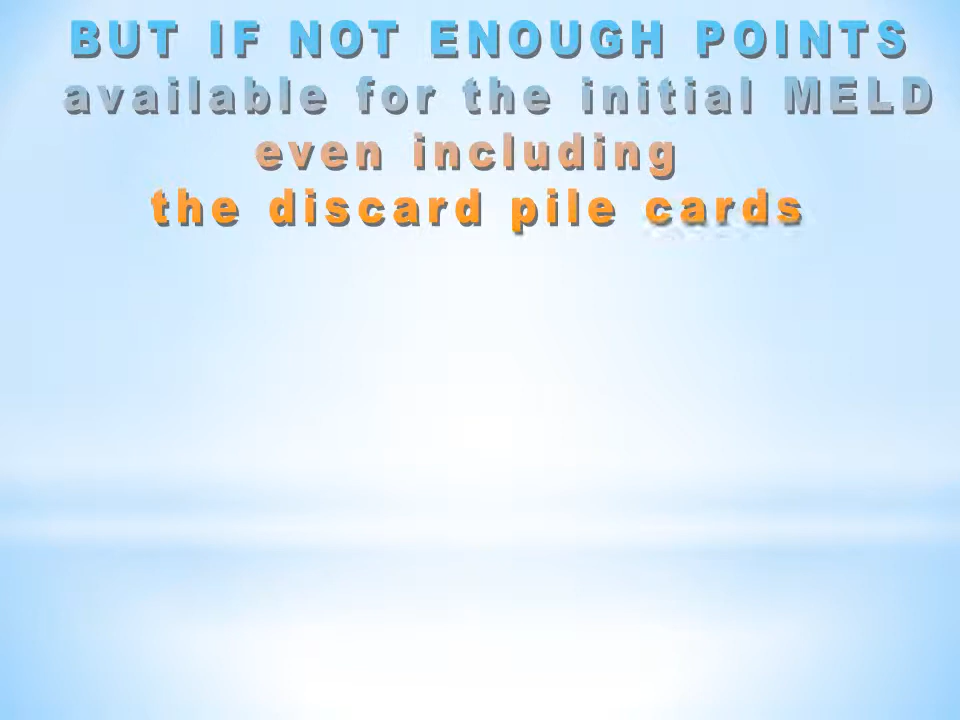 BUT IF NOT ENOUGH POINTS
available for the initial MELD
even including
the discard pile cards